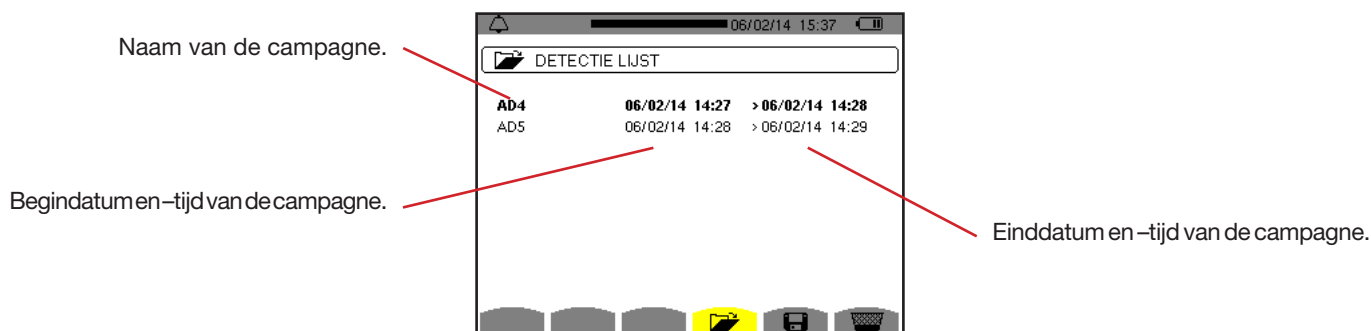 06/02/14 15:37
Naam van de campagne.
DETECTIE LIJST
AD4 06/02/14 14:27 > 06/02/14 14:28
AD5 06/02/14 14:28 > 06/02/14 14:29
Begindatum en –tijd van de campagne.
Einddatum en –tijd van de campagne.